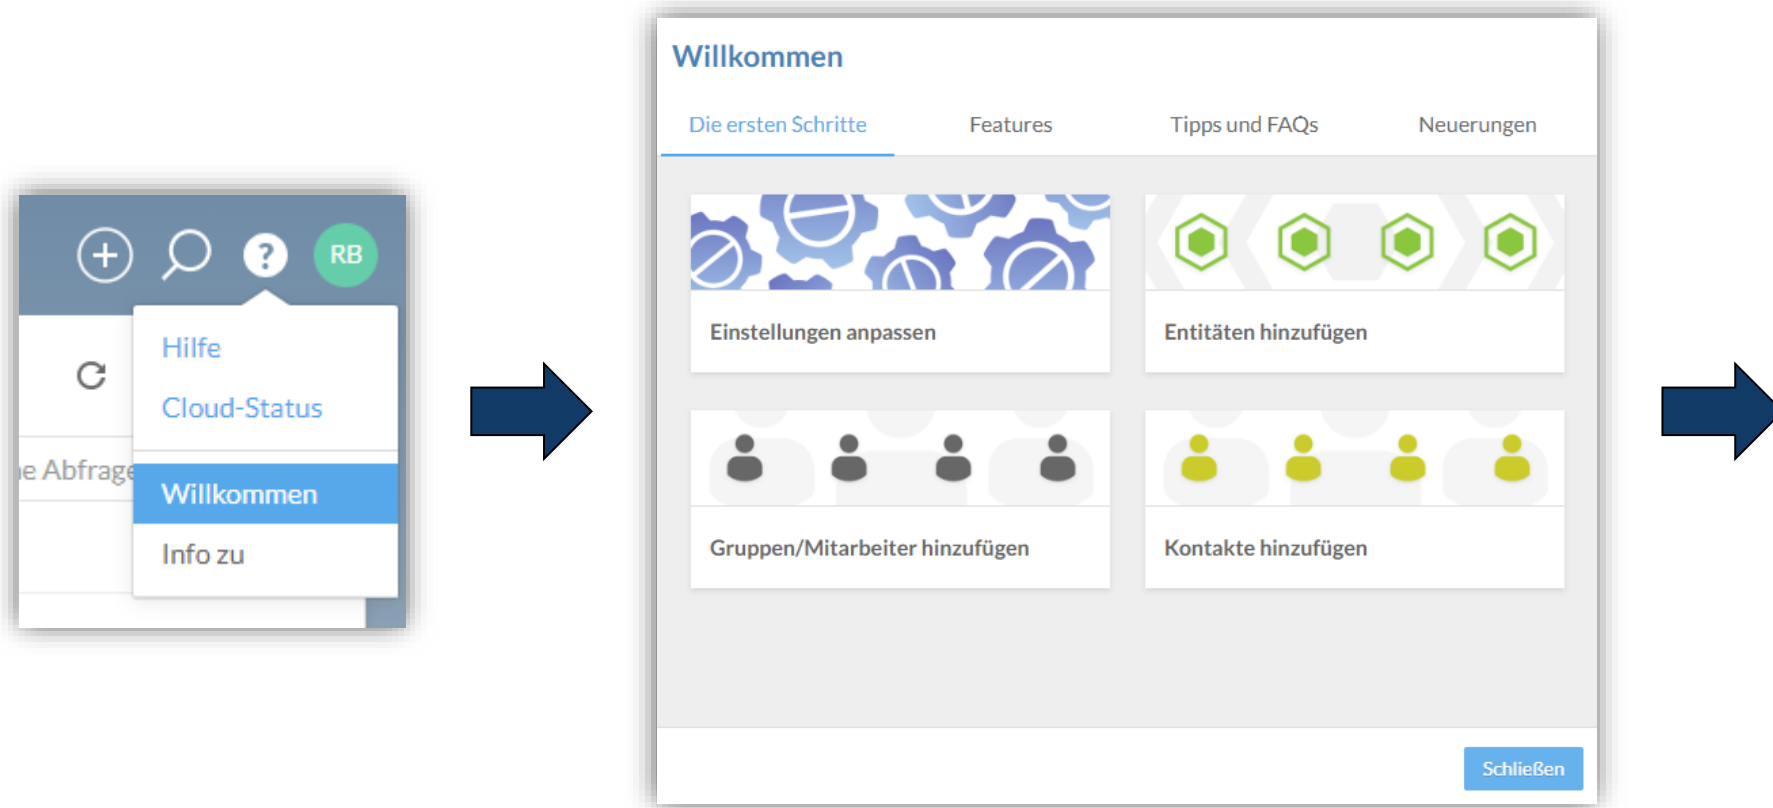 RB
Hilfe
Cloud-Status
ne Abfrage
Willkommen
Info zu
Willkommen
Die ersten Schritte Features Tipps und FAQs Neuerungen
Einstellungen anpassen Entitäten hinzufügen
Gruppen/Mitarbeiter hinzufügen Kontakte hinzufügen
Schließen